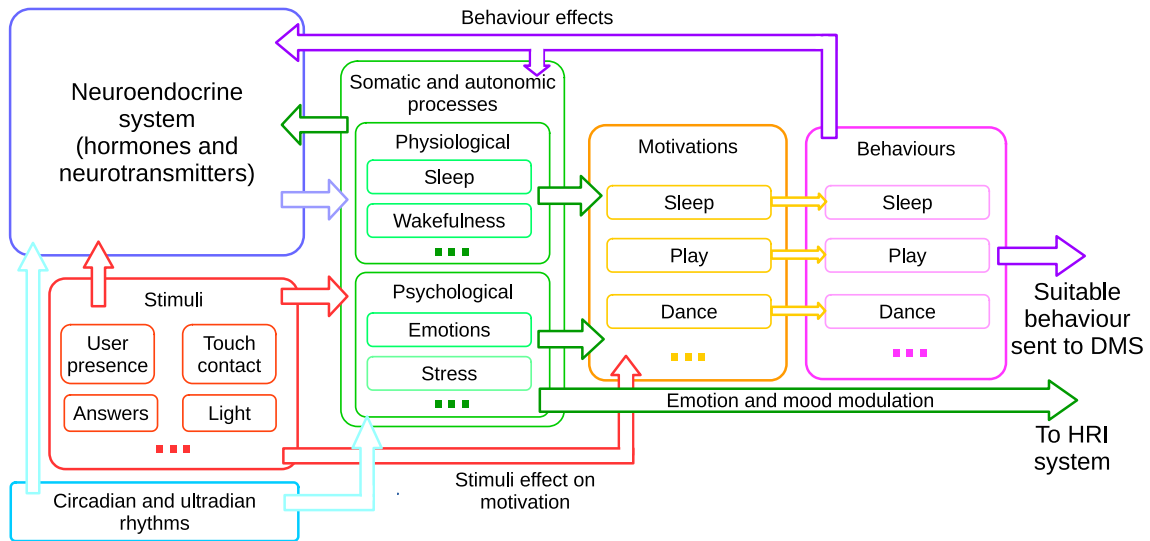 Behaviour effects
Neuroendocrine
system
(hormones and
neurotransmitters)
Somatic and autonomic
processes
Physiological
Sleep
Wakefulness
Psychological
Emotions
Stress
Motivations
Sleep
Play
Dance
Behaviours
Sleep
Play
Dance
Suitable
behaviour
sent to DMS
Stimuli
User
presence
Touch
contact
Answers
Light
Emotion and mood modulation
To HRI
system
Stimuli effect on
motivation
Circadian and ultradian
rhythms